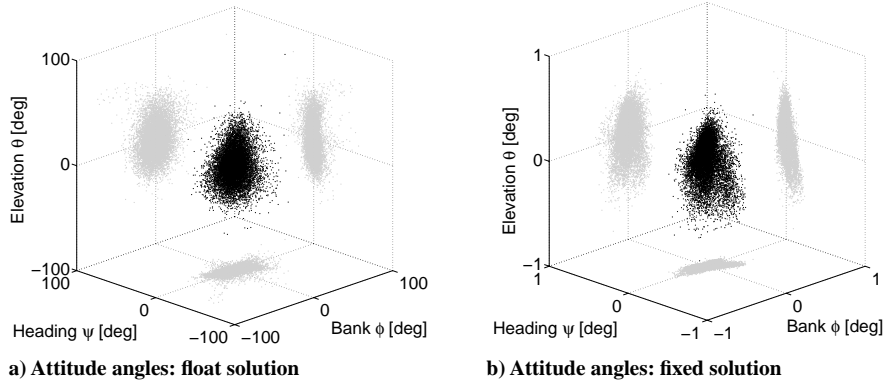 100
0
−100
100
0
−100
−100
0
100
Elevation θ [deg]
Heading ψ [deg]
Bank ϕ [deg]
a) Attitude angles: float solution
1
0
−1
1
0
−1
−1
0
1
Elevation θ [deg]
Heading ψ [deg]
Bank ϕ [deg]
b) Attitude angles: fixed solution